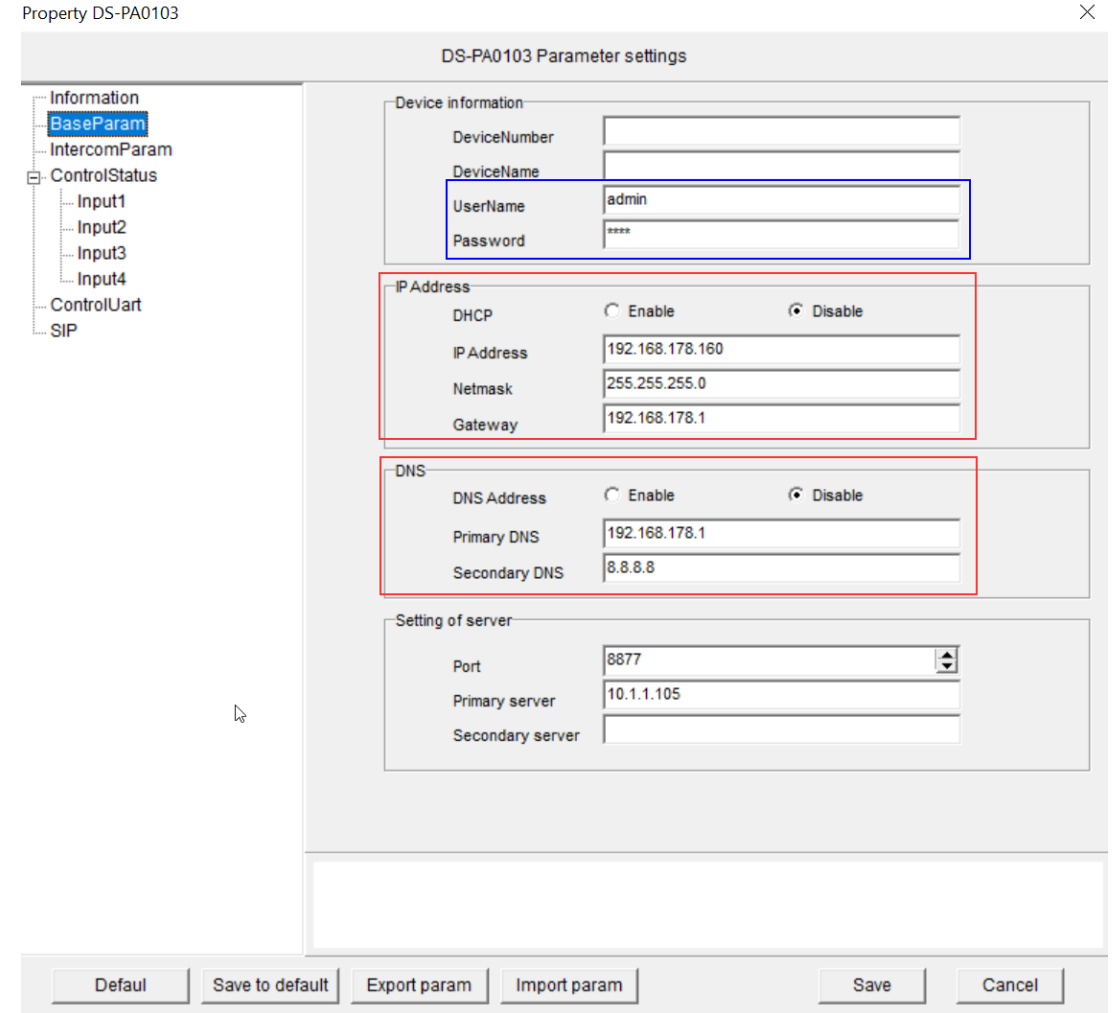 Property DS-PA0103
DS-PA0103 Parameter settings
Information
BaseParam
IntercomParam
ControlStatus
Input1
Input2
Input3
Input4
ControlUart
SIP
Device information
DeviceNumber
DeviceName
UserName admin
Password ****
IP Address
DHCP Enable Disable
IP Address 192.168.178.160
Netmask 255.255.255.0
Gateway 192.168.178.1
DNS
DNS Address Enable Disable
Primary DNS 192.168.178.1
Secondary DNS 8.8.8.8
Setting of server
Port 8877
Primary server 10.1.1.105
Secondary server
Defaul Save to default Export param Import param Save Cancel